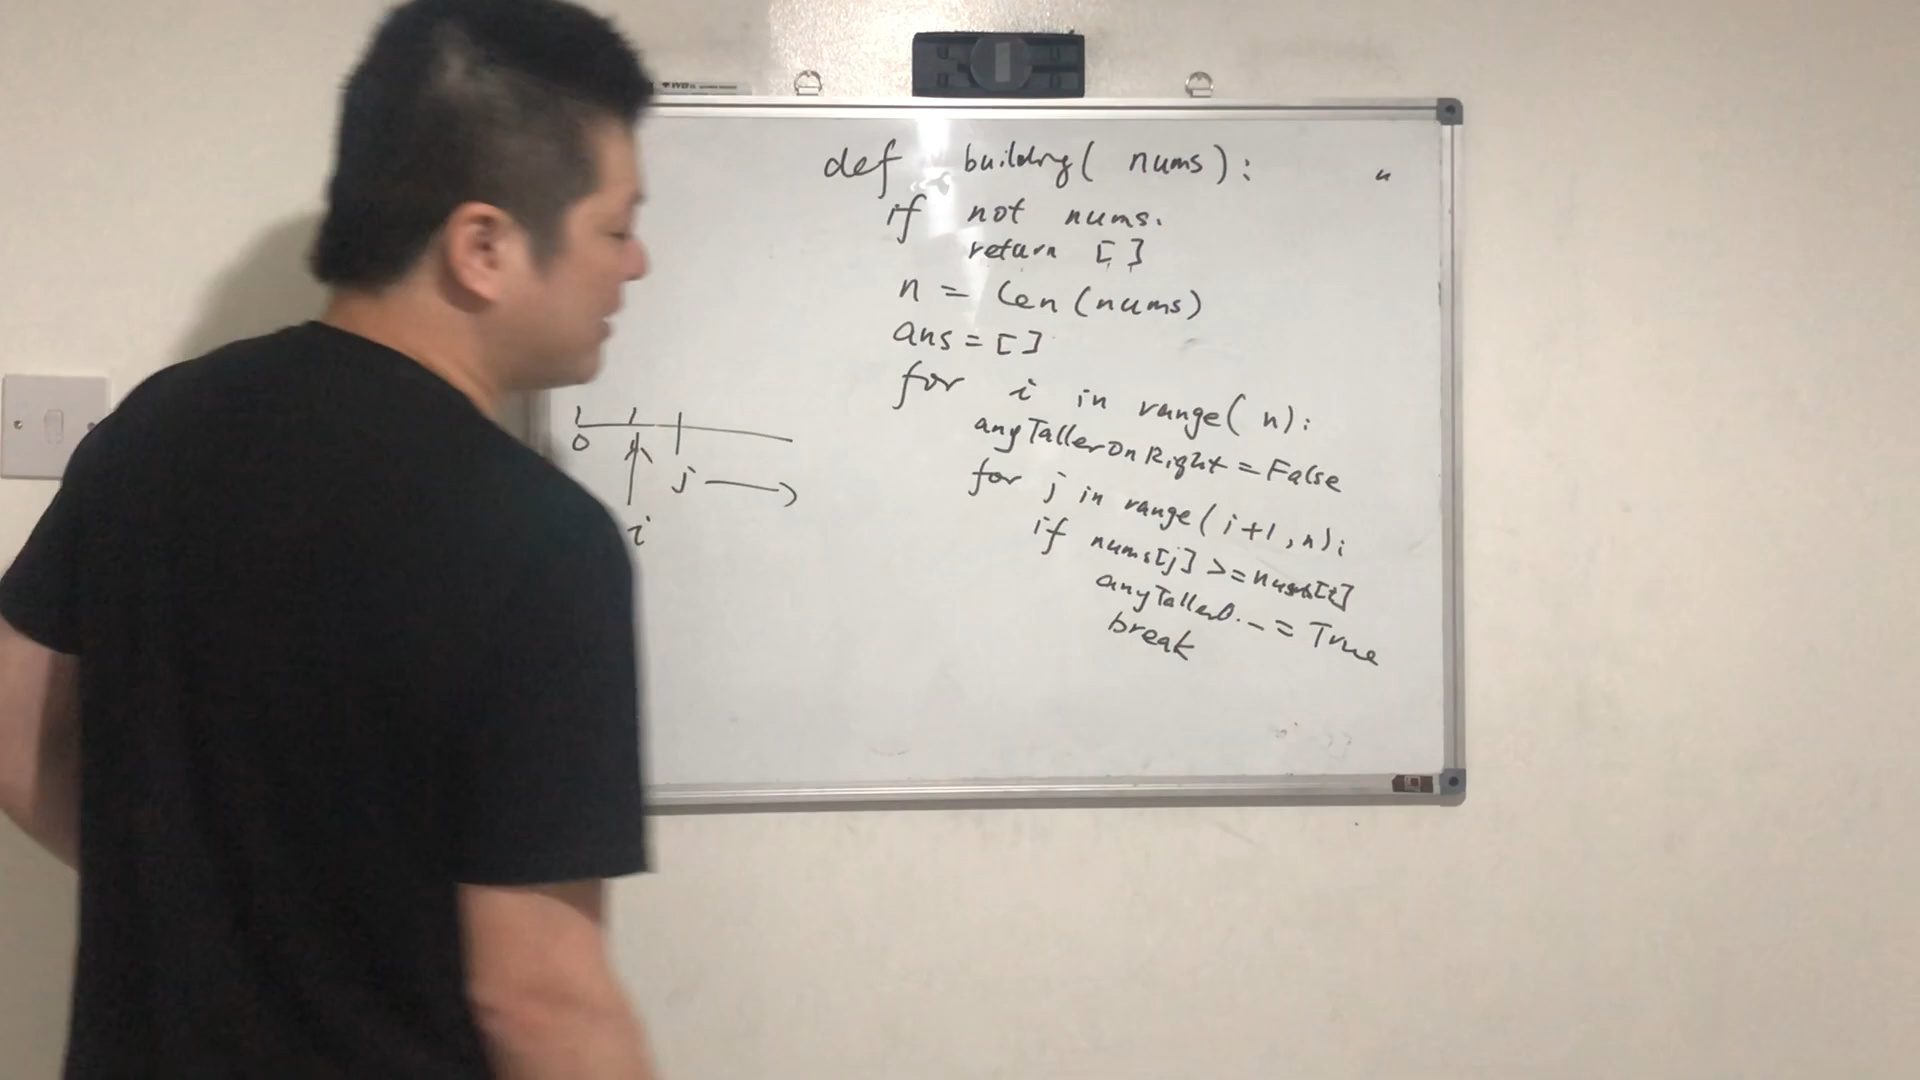 def building( nums ):
if not nums.
return [ ]
n = len (nums)
ans = [ ]
for i in range( n):
anyTallerOnRight = False
for j in range( i+1, n):
if nums[j] >= nums[i]
anyTallerO.._ = True
break
0
j
i
n